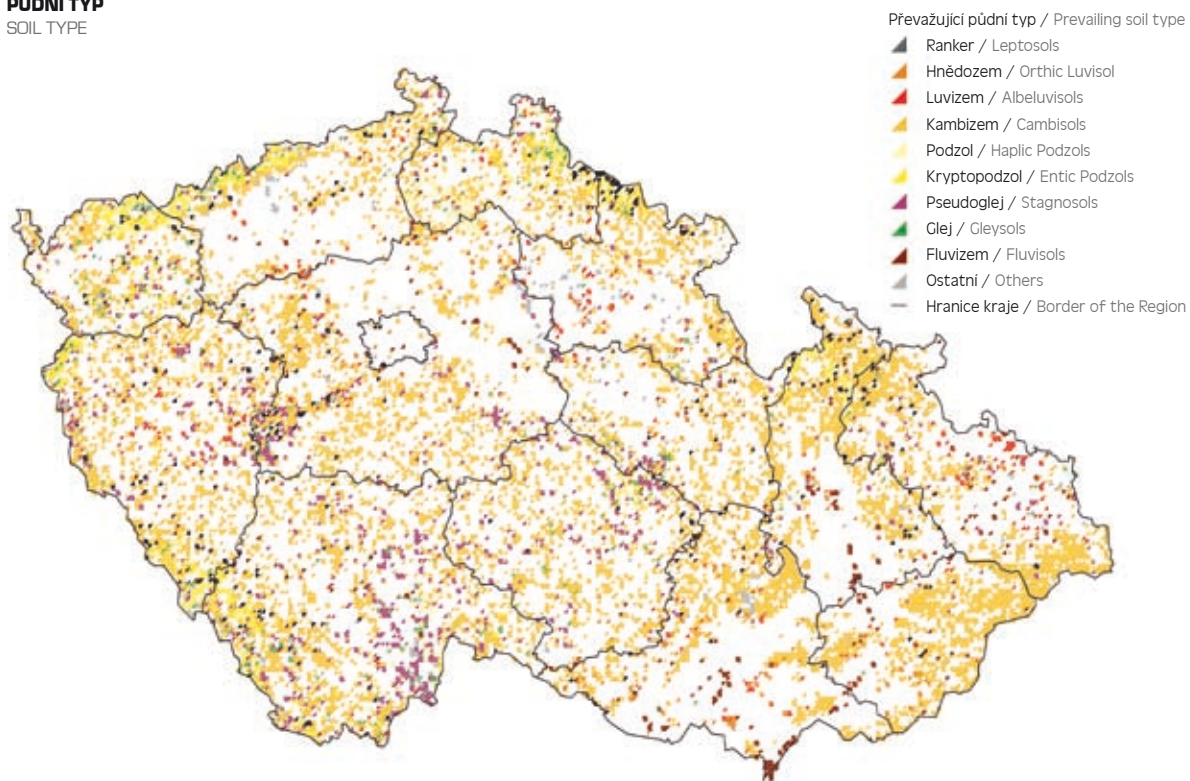 PŮDNÍ TYP
SOIL TYPE
Převažující půdní typ / Prevailing soil type
Ranker / Leptosols
Hnědozem / Orthic Luvisol
Luvizem / Albeluvisols
Kambizem / Cambisols
Podzol / Haplic Podzols
Kryptopodzol / Entic Podzols
Pseudoglej / Stagnosols
Glej / Gleysols
Fluvizem / Fluvisols
Ostatní / Others
Hranice kraje / Border of the Region